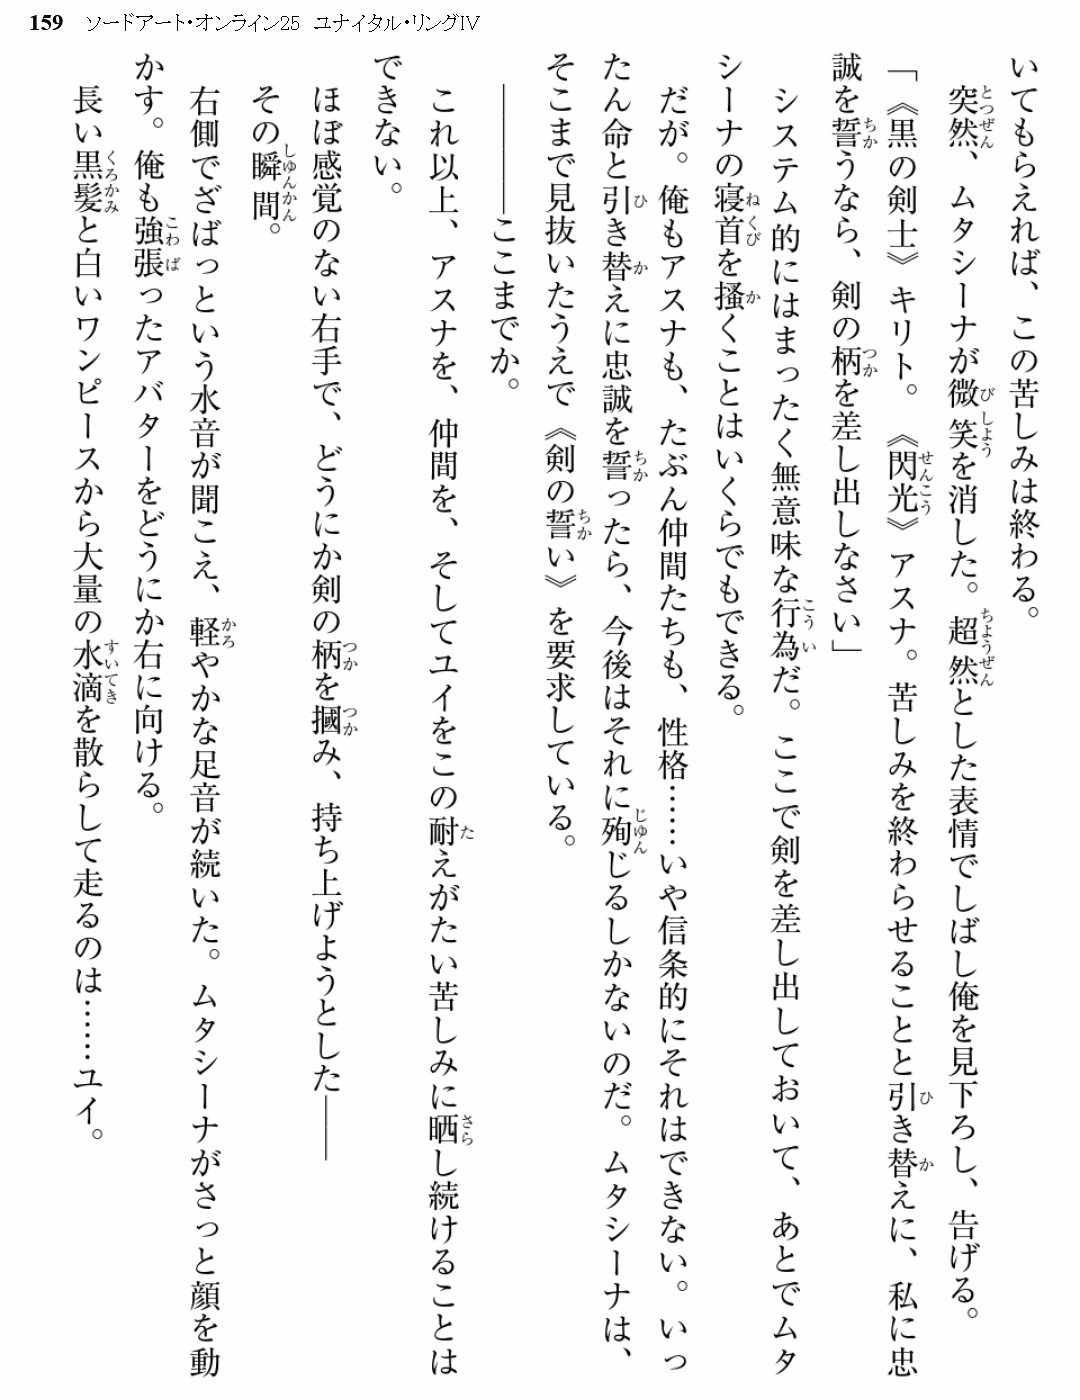 159 ソードアート・オンライン25 ユナイタル・リングⅣ
いてもらえれば、この苦しみは終わる。
突然、ムタシーナが微笑を消した。超然とした表情でしばし俺を見下ろし、告げる。
「《黒の剣士》キリト。《閃光》アスナ。苦しみを終わらせることと引き替えに、私に忠
誠を誓うなら、剣の柄を差し出しなさい」
システム的にはまったく無意味な行為だ。ここで剣を差し出しておいて、あとでムタ
シーナの寝首を掻くことはいくらでもできる。
だが。俺もアスナも、たぶん仲間たちも、性格……いや信条的にそれはできない。いっ
たん命と引き替えに忠誠を誓ったら、今後はそれに殉じるしかないのだ。ムタシーナは、
そこまで見抜いたうえで《剣の誓い》を要求している。
――――ここまでか。
これ以上、アスナを、仲間を、そしてユイをこの耐えがたい苦しみに晒し続けることは
できない。
ほぼ感覚のない右手で、どうにか剣の柄を摑み、持ち上げようとした――
その瞬間。
右側でざばっという水音が聞こえ、軽やかな足音が続いた。ムタシーナがさっと顔を動
かす。俺も強張ったアバターをどうにか右に向ける。
長い黒髪と白いワンピースから大量の水滴を散らして走るのは……ユイ。